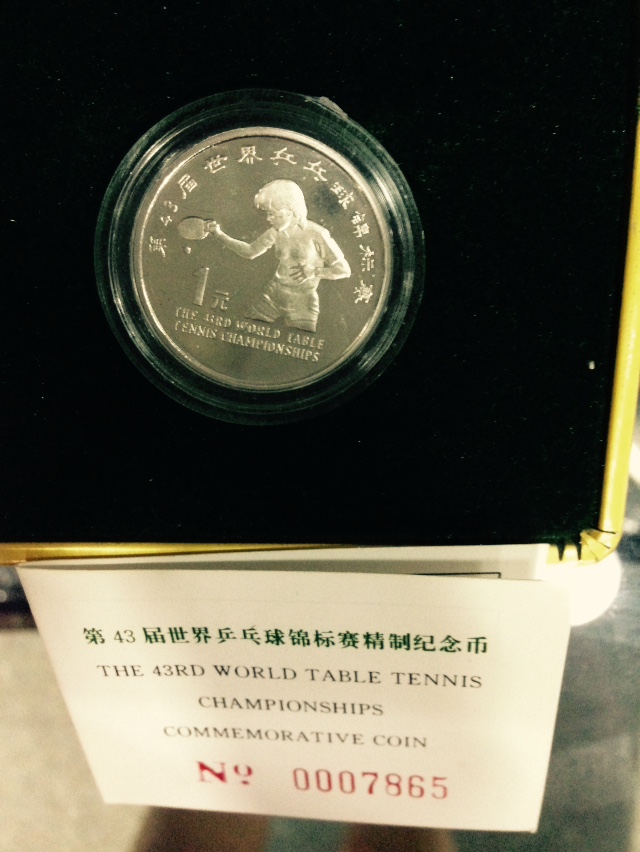 第43届世界乒乓球锦标赛
1元
THE 43RD WORLD TABLE
TENNIS CHAMPIONSHIPS
第 43 届世界乒乓球锦标赛精制纪念币
THE 43RD WORLD TABLE TENNIS
CHAMPIONSHIPS
COMMEMORATIVE COIN
Nº 0007865